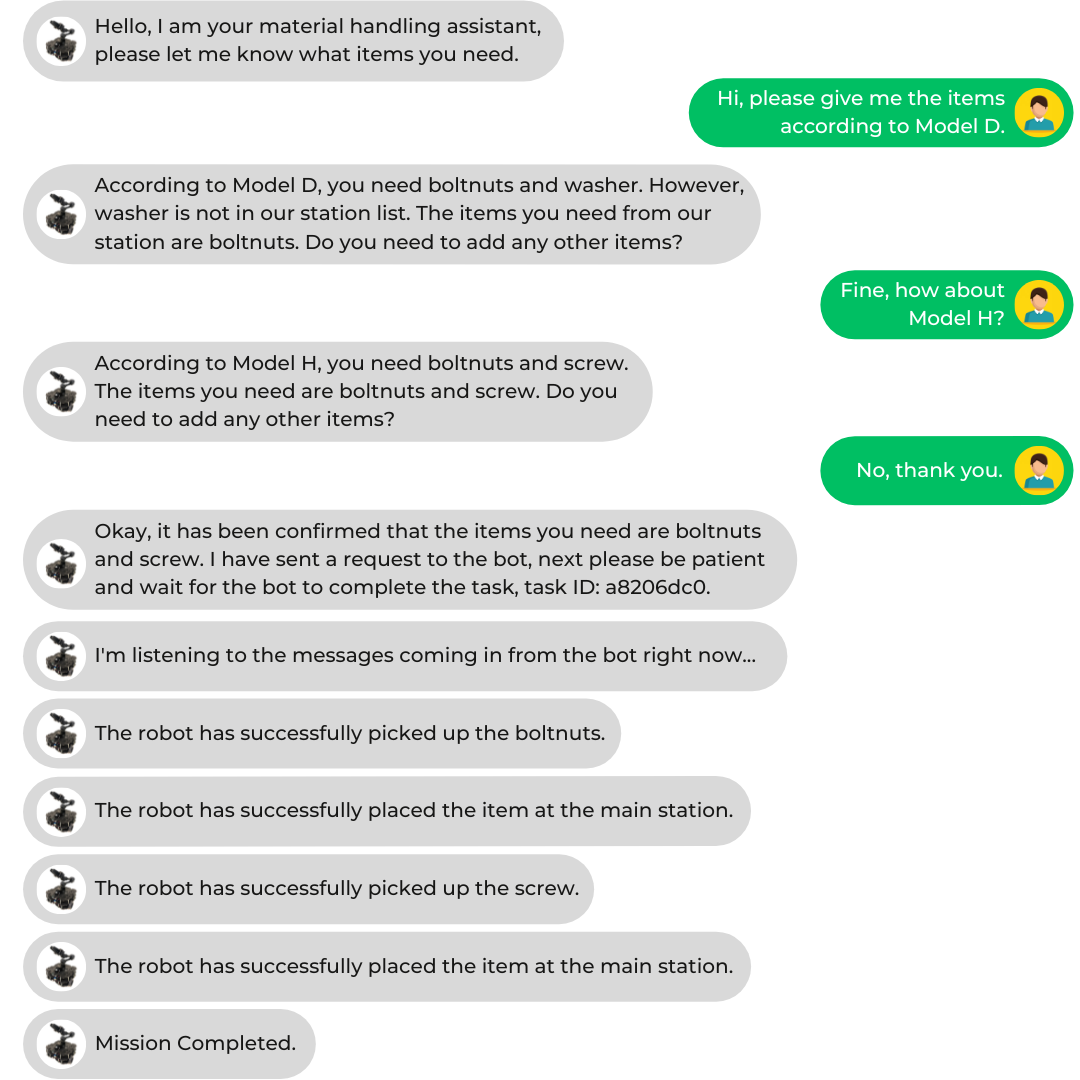 Hello, I am your material handling assistant,
please let me know what items you need.
Hi, please give me the items
according to Model D.
According to Model D, you need boltnuts and washer. However,
washer is not in our station list. The items you need from our
station are boltnuts. Do you need to add any other items?
Fine, how about
Model H?
According to Model H, you need boltnuts and screw.
The items you need are boltnuts and screw. Do you
need to add any other items?
No, thank you.
Okay, it has been confirmed that the items you need are boltnuts
and screw. I have sent a request to the bot, next please be patient
and wait for the bot to complete the task, task ID: a8206dc0.
I'm listening to the messages coming in from the bot right now...
The robot has successfully picked up the boltnuts.
The robot has successfully placed the item at the main station.
The robot has successfully picked up the screw.
The robot has successfully placed the item at the main station.
Mission Completed.